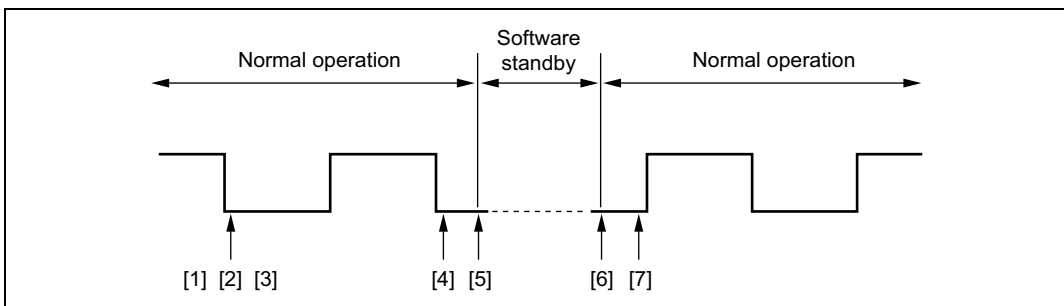 Software
standby
Normal operation
Normal operation
[1] [2] [3]
[4] [5]
[6] [7]